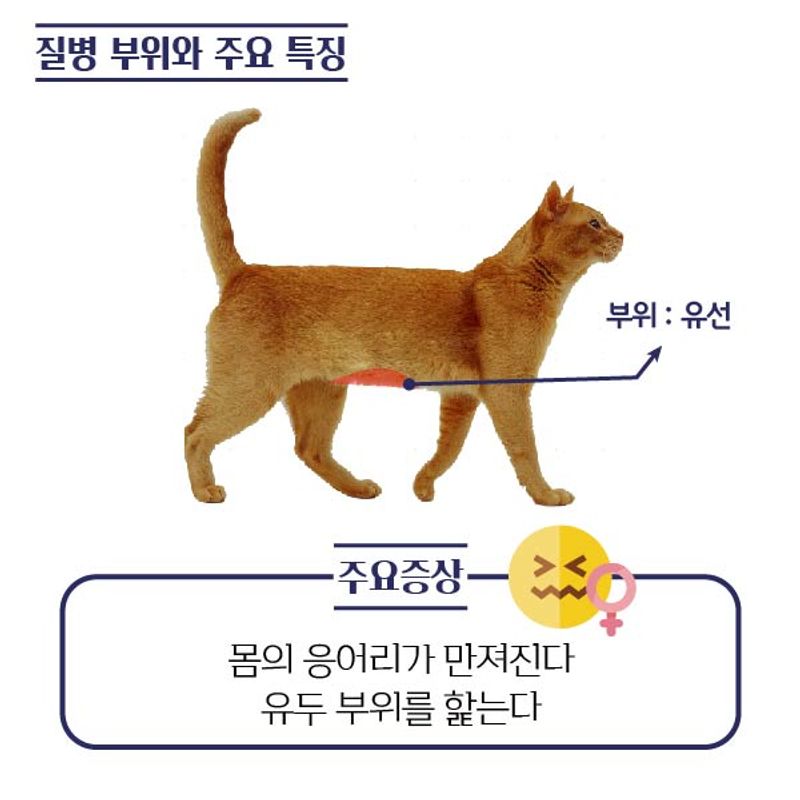 질병 부위와 주요 특징
부위 : 유선
주요증상
몸의 응어리가 만져진다
유두 부위를 핥는다